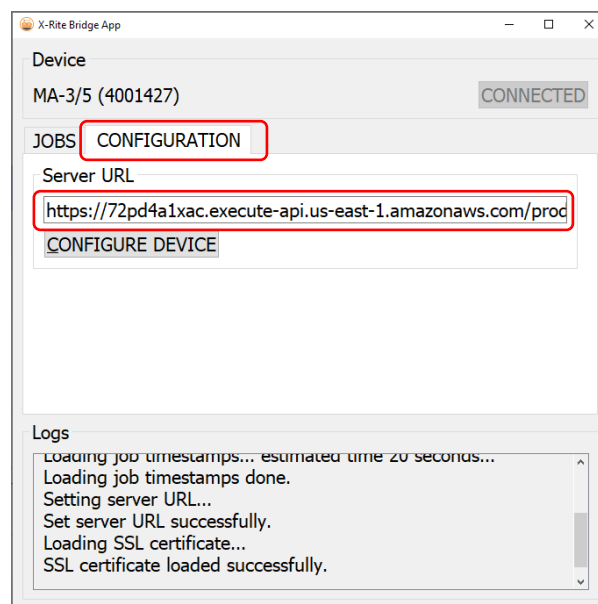 X-Rite Bridge App
Device
MA-3/5 (4001427)
CONNECTED
JOBS
CONFIGURATION
Server URL
https://72pd4a1xac.execute-api.us-east-1.amazonaws.com/prod
CONFIGURE DEVICE
Logs
Loading job timestamps... estimated time 20 seconds...
Loading job timestamps done.
Setting server URL...
Set server URL successfully.
Loading SSL certificate...
SSL certificate loaded successfully.